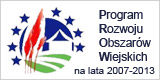 Program
Rozwoju
Obszarów
Wiejskich
na lata 2007-2013